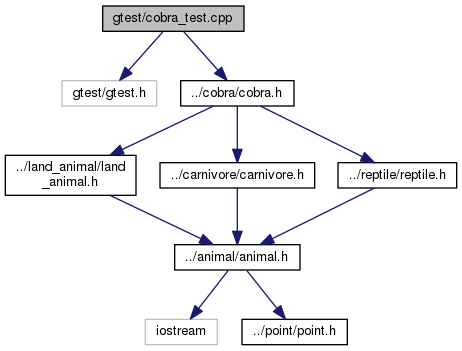 gtest/cobra_test.cpp
gtest/gtest.h
../cobra/cobra.h
../land_animal/land
_animal.h
../carnivore/carnivore.h
../reptile/reptile.h
../animal/animal.h
iostream
../point/point.h